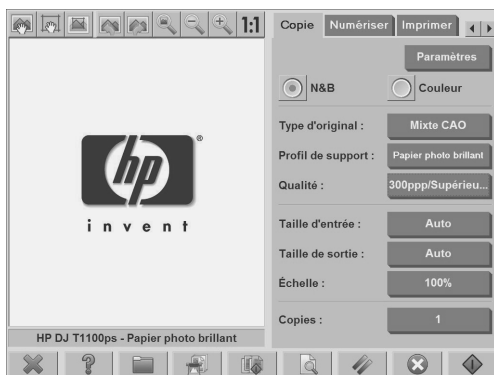 1:1
Copie Numériser Imprimer
Paramètres
N&B Couleur
Type d'original : Mixte CAO
Profil de support : Papier photo brillant
Qualité : 300ppp/Supérieu...
Taille d'entrée : Auto
Taille de sortie : Auto
Échelle : 100%
Copies : 1
hp ®
invent
HP DJ T1100ps - Papier photo brillant